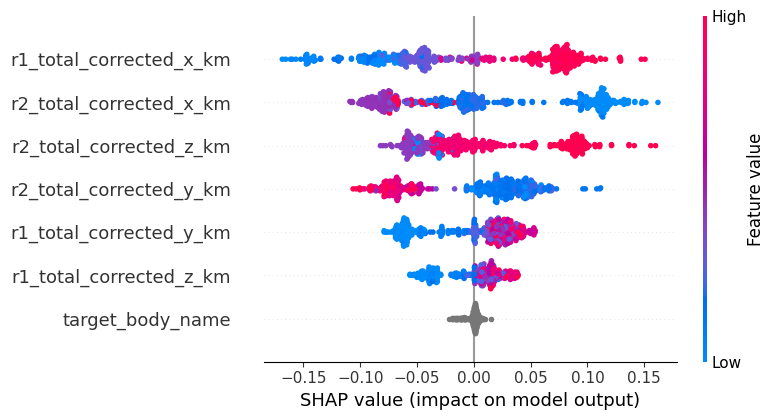 High
r1_total_corrected_x_km
r2_total_corrected_x_km
r2_total_corrected_z_km
r2_total_corrected_y_km
r1_total_corrected_y_km
r1_total_corrected_z_km
target_body_name
Feature value
Low
−0.15 −0.10 −0.05 0.00 0.05 0.10 0.15
SHAP value (impact on model output)